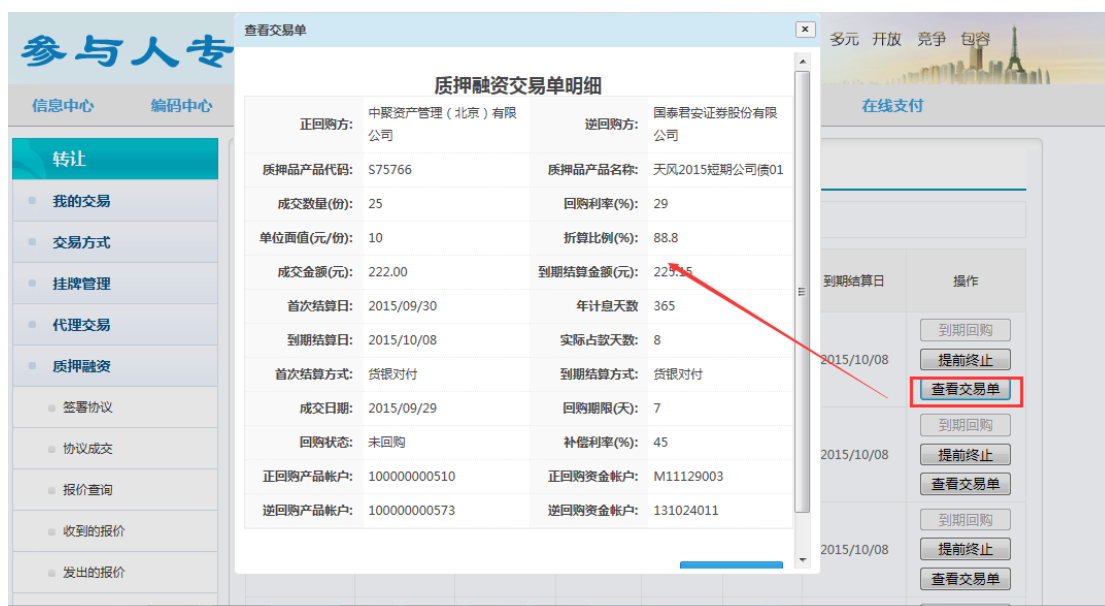 参与人专
多元 开放 竞争 包容
信息中心 编码中心 在线支付
转让
我的交易
交易方式
挂牌管理
代理交易
质押融资
签署协议
协议成交
报价查询
收到的报价
发出的报价
查看交易单
质押融资交易单明细
正回购方: 中聚资产管理（北京）有限公司 逆回购方: 国泰君安证券股份有限公司
质押品产品代码: S75766 质押品产品名称: 天风2015短期公司债01
成交数量(份): 25 回购利率(%): 29
单位面值(元/份): 10 折算比例(%): 88.8
成交金额(元): 222.00 到期结算金额(元): 225.15
首次结算日: 2015/09/30 年计息天数 365
到期结算日: 2015/10/08 实际占款天数: 8
首次结算方式: 货银对付 到期结算方式: 货银对付
成交日期: 2015/09/29 回购期限(天): 7
回购状态: 未回购 补偿利率(%): 45
正回购产品帐户: 100000000510 正回购资金帐户: M11129003
逆回购产品帐户: 100000000573 逆回购资金帐户: 131024011
到期结算日 操作
2015/10/08
到期回购
提前终止
查看交易单
2015/10/08
到期回购
提前终止
查看交易单
2015/10/08
到期回购
提前终止
查看交易单